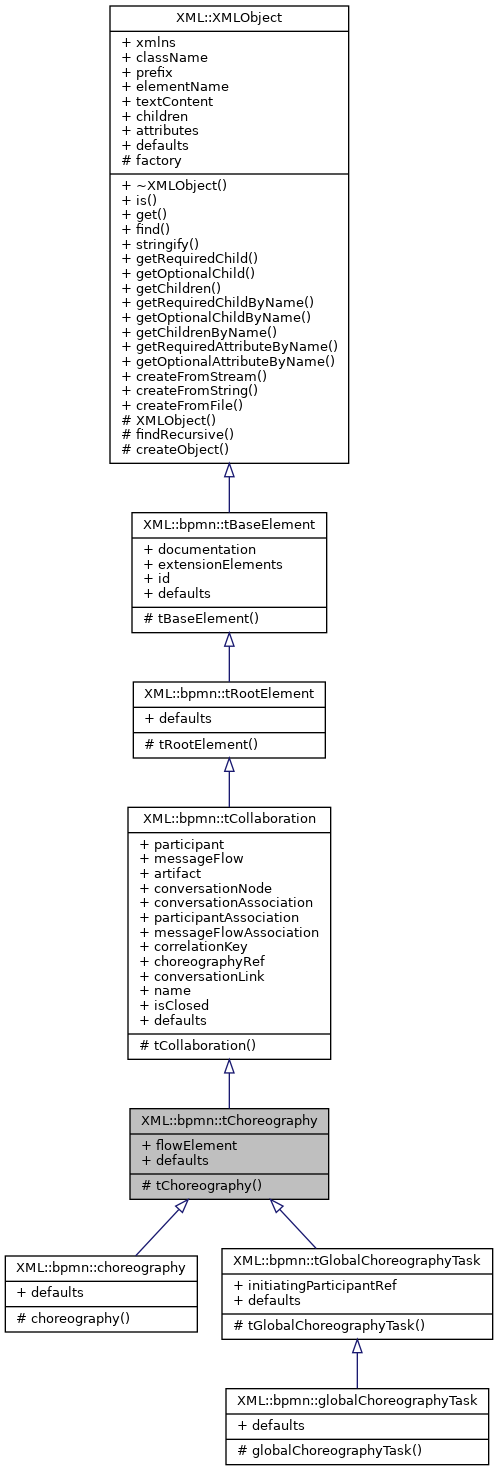 XML::XMLObject
+ xmlns
+ className
+ prefix
+ elementName
+ textContent
+ children
+ attributes
+ defaults
# factory
+ ~XMLObject()
+ is()
+ get()
+ find()
+ stringify()
+ getRequiredChild()
+ getOptionalChild()
+ getChildren()
+ getRequiredChildByName()
+ getOptionalChildByName()
+ getChildrenByName()
+ getRequiredAttributeByName()
+ getOptionalAttributeByName()
+ createFromStream()
+ createFromString()
+ createFromFile()
# XMLObject()
# findRecursive()
# createObject()
XML::bpmn::tBaseElement
+ documentation
+ extensionElements
+ id
+ defaults
# tBaseElement()
XML::bpmn::tRootElement
+ defaults
# tRootElement()
XML::bpmn::tCollaboration
+ participant
+ messageFlow
+ artifact
+ conversationNode
+ conversationAssociation
+ participantAssociation
+ messageFlowAssociation
+ correlationKey
+ choreographyRef
+ conversationLink
+ name
+ isClosed
+ defaults
# tCollaboration()
XML::bpmn::tChoreography
+ flowElement
+ defaults
# tChoreography()
XML::bpmn::choreography
+ defaults
# choreography()
XML::bpmn::tGlobalChoreographyTask
+ initiatingParticipantRef
+ defaults
# tGlobalChoreographyTask()
XML::bpmn::globalChoreographyTask
+ defaults
# globalChoreographyTask()